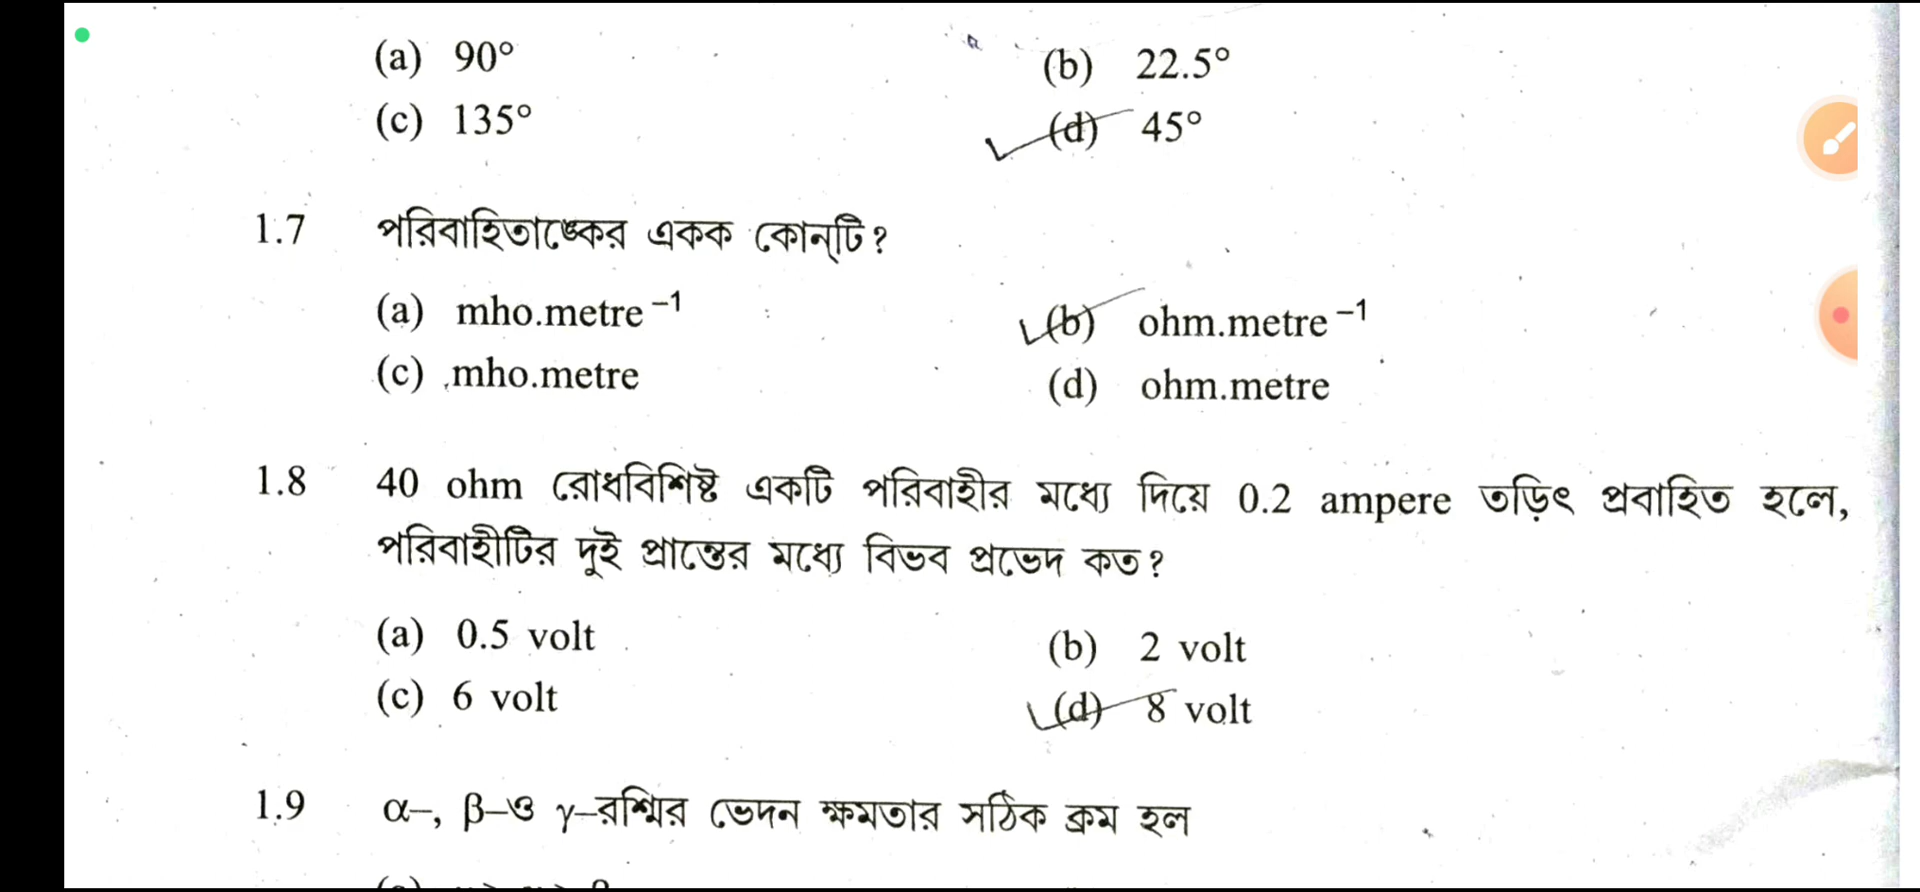 (a) 90° (b) 22.5°
(c) 135° (d) 45°
1.7 পরিবাহিতাঙ্কের একক কোন্‌টি?
(a) mho.metre⁻¹ (b) ohm.metre⁻¹
(c) mho.metre (d) ohm.metre
1.8 40 ohm রোধবিশিষ্ট একটি পরিবাহীর মধ্যে দিয়ে 0.2 ampere তড়িৎ প্রবাহিত হলে,
পরিবাহীটির দুই প্রান্তের মধ্যে বিভব প্রভেদ কত?
(a) 0.5 volt (b) 2 volt
(c) 6 volt (d) 8 volt
1.9 α–, β–ও γ–রশ্মির ভেদন ক্ষমতার সঠিক ক্রম হল